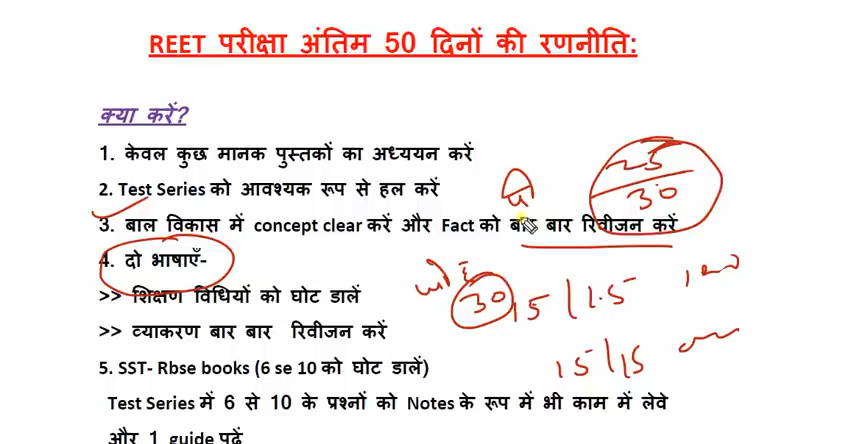 REET परीक्षा अंतिम 50 दिनों की रणनीति:
क्या करें?
1. केवल कुछ मानक पुस्तकों का अध्ययन करें
2. Test Series को आवश्यक रूप से हल करें
25
30
3. बाल विकास में concept clear करें और Fact को बार बार रिवीजन करें
4. दो भाषाएँ-
>> शिक्षण विधियों को घोट डालें
30 15 / 1.5
>> व्याकरण बार बार रिवीजन करें
15/15
5. SST- Rbse books (6 se 10 को घोट डालें)
Test Series में 6 से 10 के प्रश्नों को Notes के रूप में भी काम में लेवे
और 1 guide पढ़ें